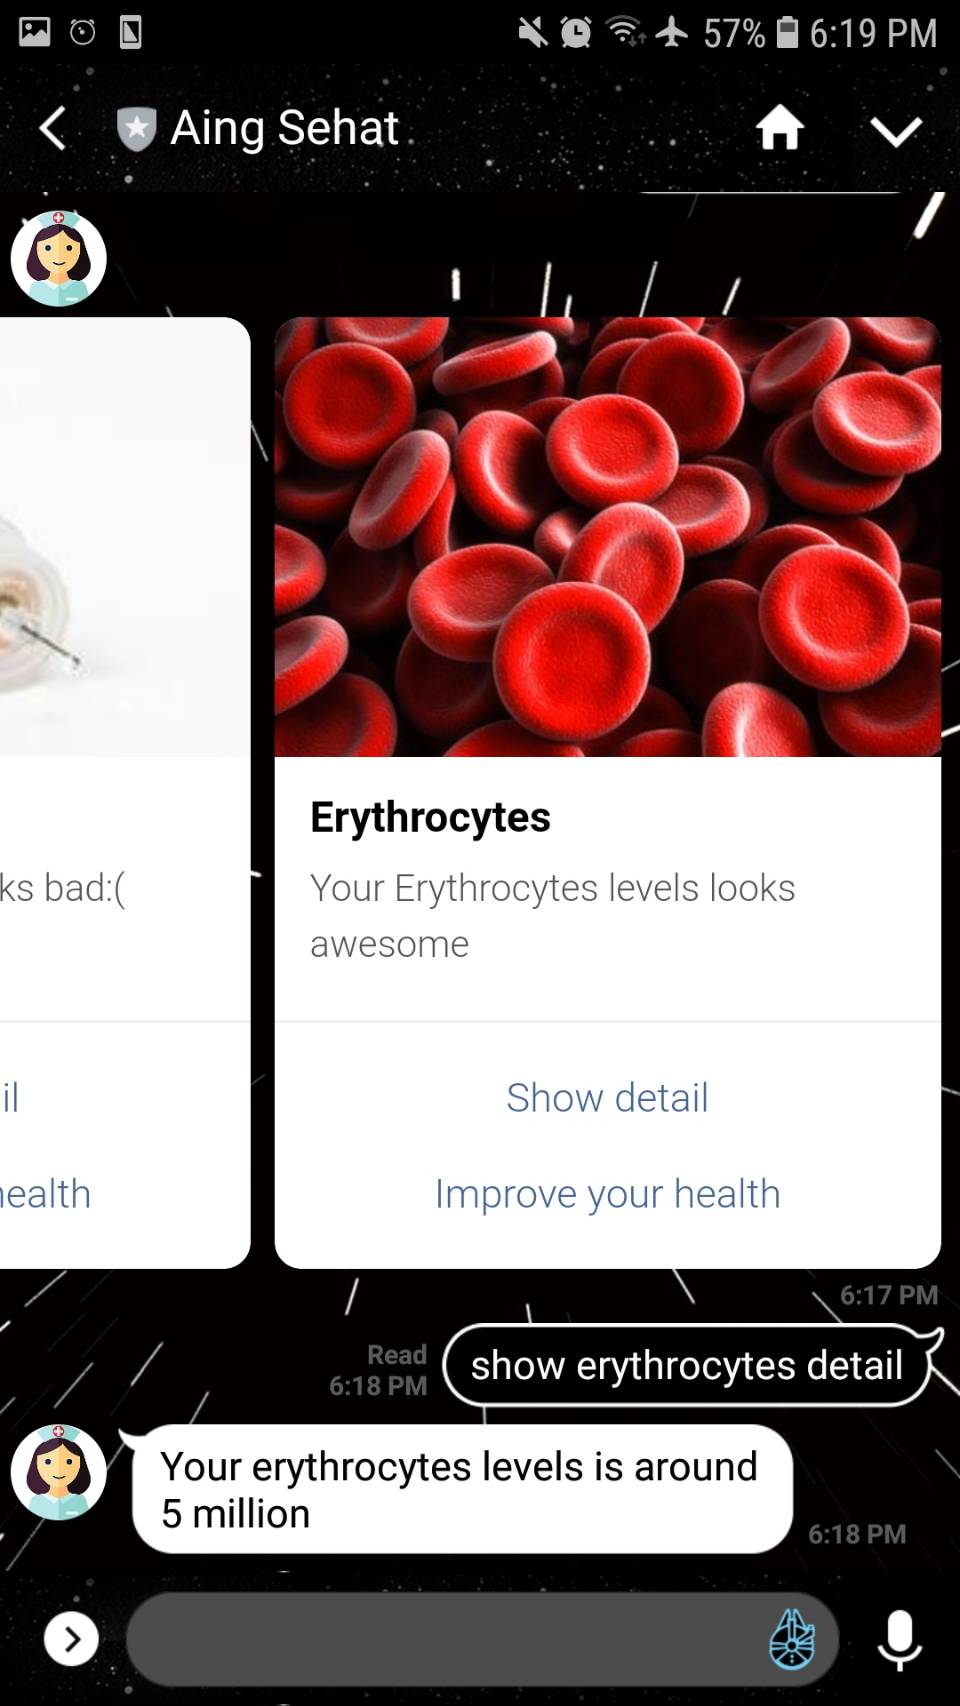 57% 6:19 PM
Aing Sehat
ks bad:(
il
health
Erythrocytes
Your Erythrocytes levels looks
awesome
Show detail
Improve your health
6:17 PM
Read
6:18 PM
show erythrocytes detail
Your erythrocytes levels is around
5 million
6:18 PM